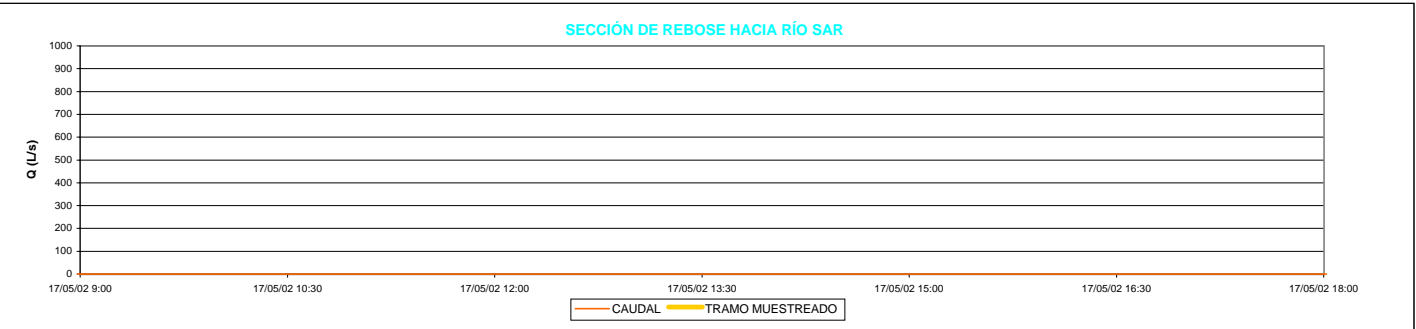 SECCIÓN DE REBOSE HACIA RÍO SAR
Q (L/s)
1000
900
800
700
600
500
400
300
200
100
0
17/05/02 9:00 17/05/02 10:30 17/05/02 12:00 17/05/02 13:30 17/05/02 15:00 17/05/02 16:30 17/05/02 18:00
CAUDAL TRAMO MUESTREADO